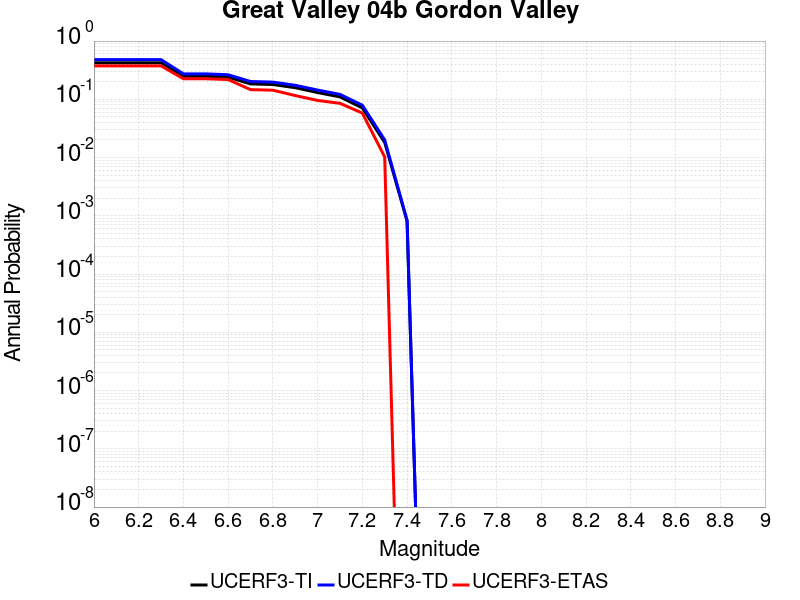 Great Valley 04b Gordon Valley
10^0
10^-1
10^-2
10^-3
10^-4
10^-5
10^-6
10^-7
10^-8
Annual Probability
6 6.2 6.4 6.6 6.8 7 7.2 7.4 7.6 7.8 8 8.2 8.4 8.6 8.8 9
Magnitude
UCERF3-TI UCERF3-TD UCERF3-ETAS